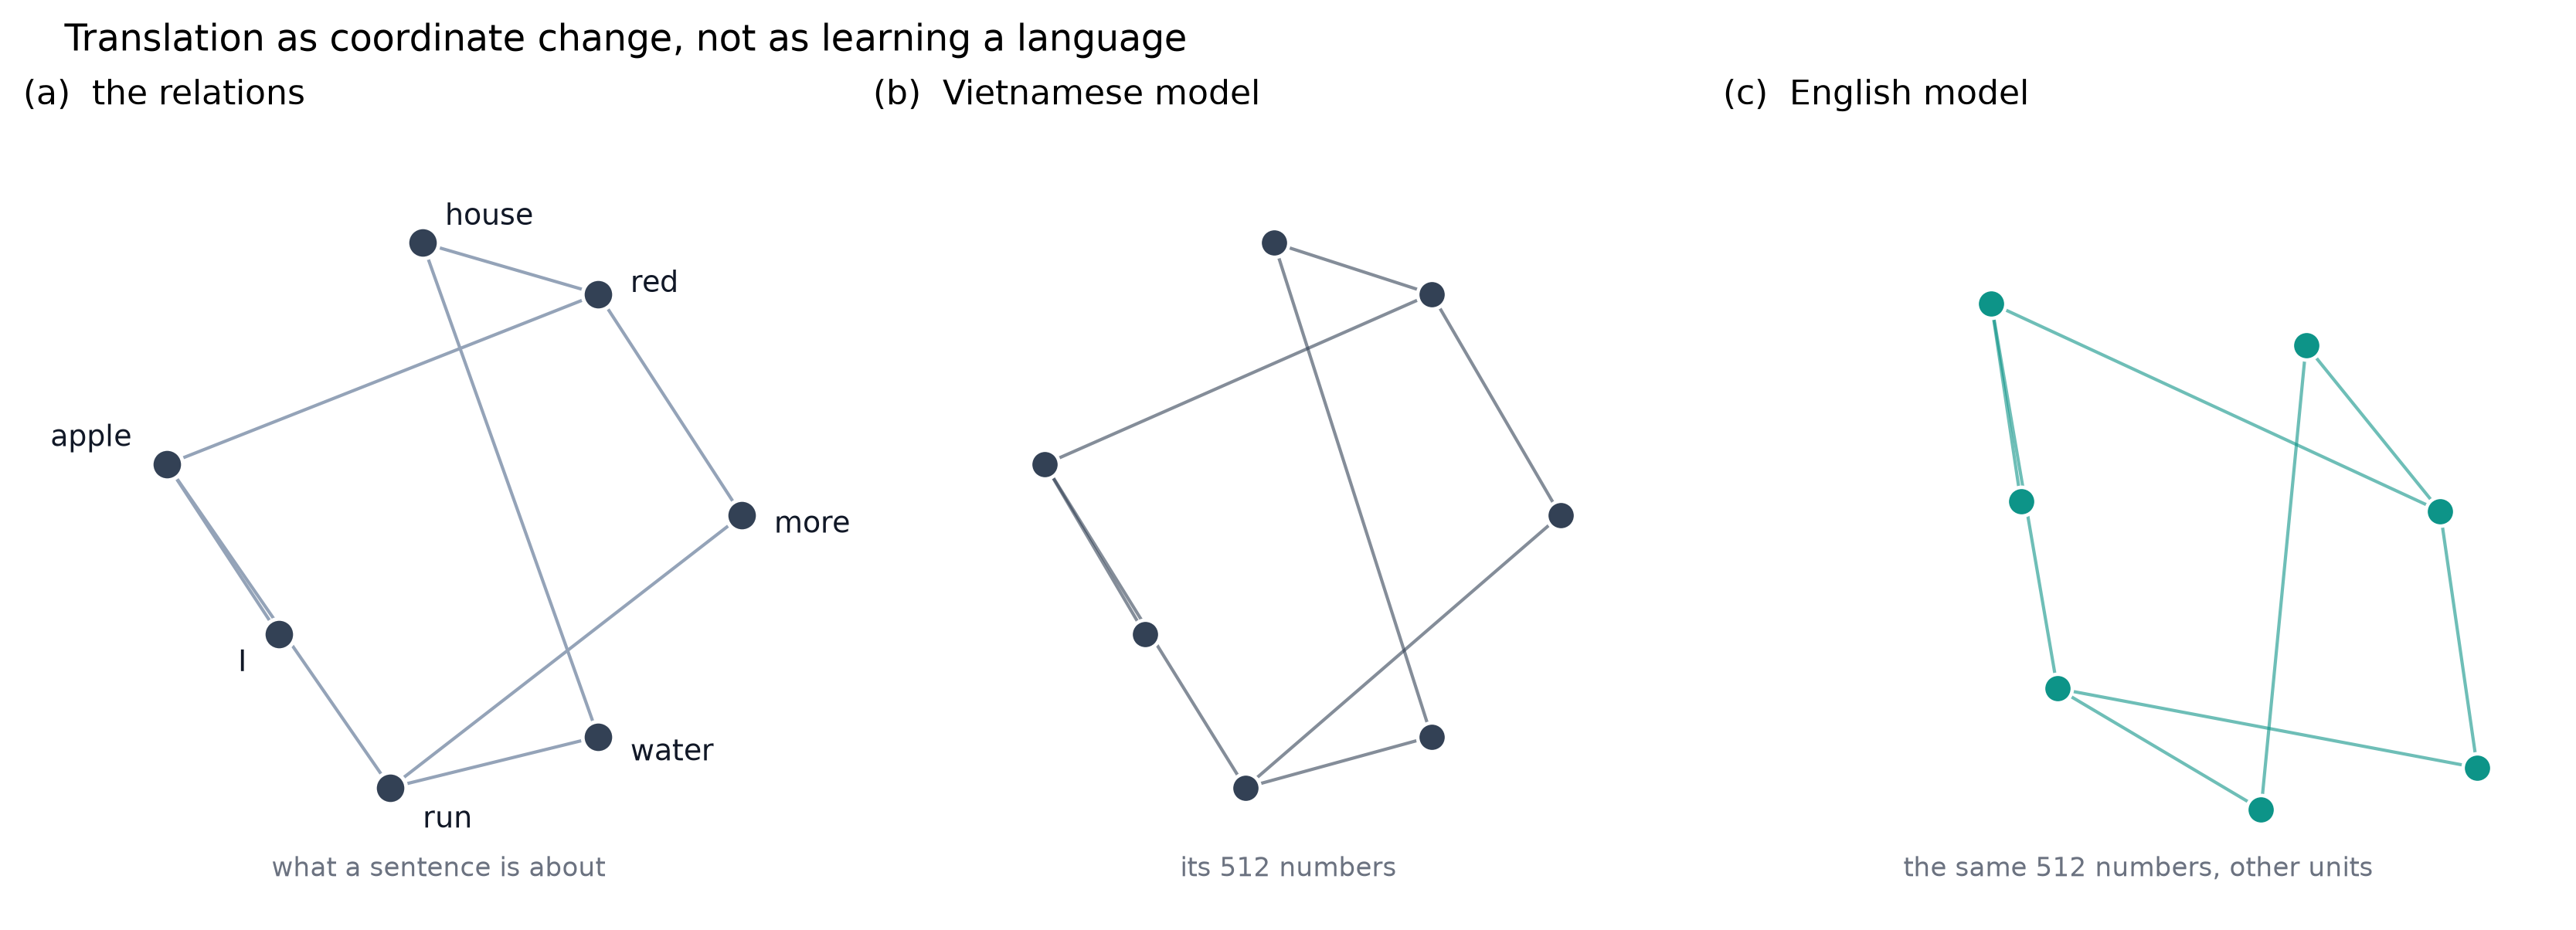 Translation as coordinate change, not as learning a language
(a)  the relations
(b)  Vietnamese model
(c)  English model
house
red
apple
more
I
water
run
what a sentence is about
its 512 numbers
the same 512 numbers, other units